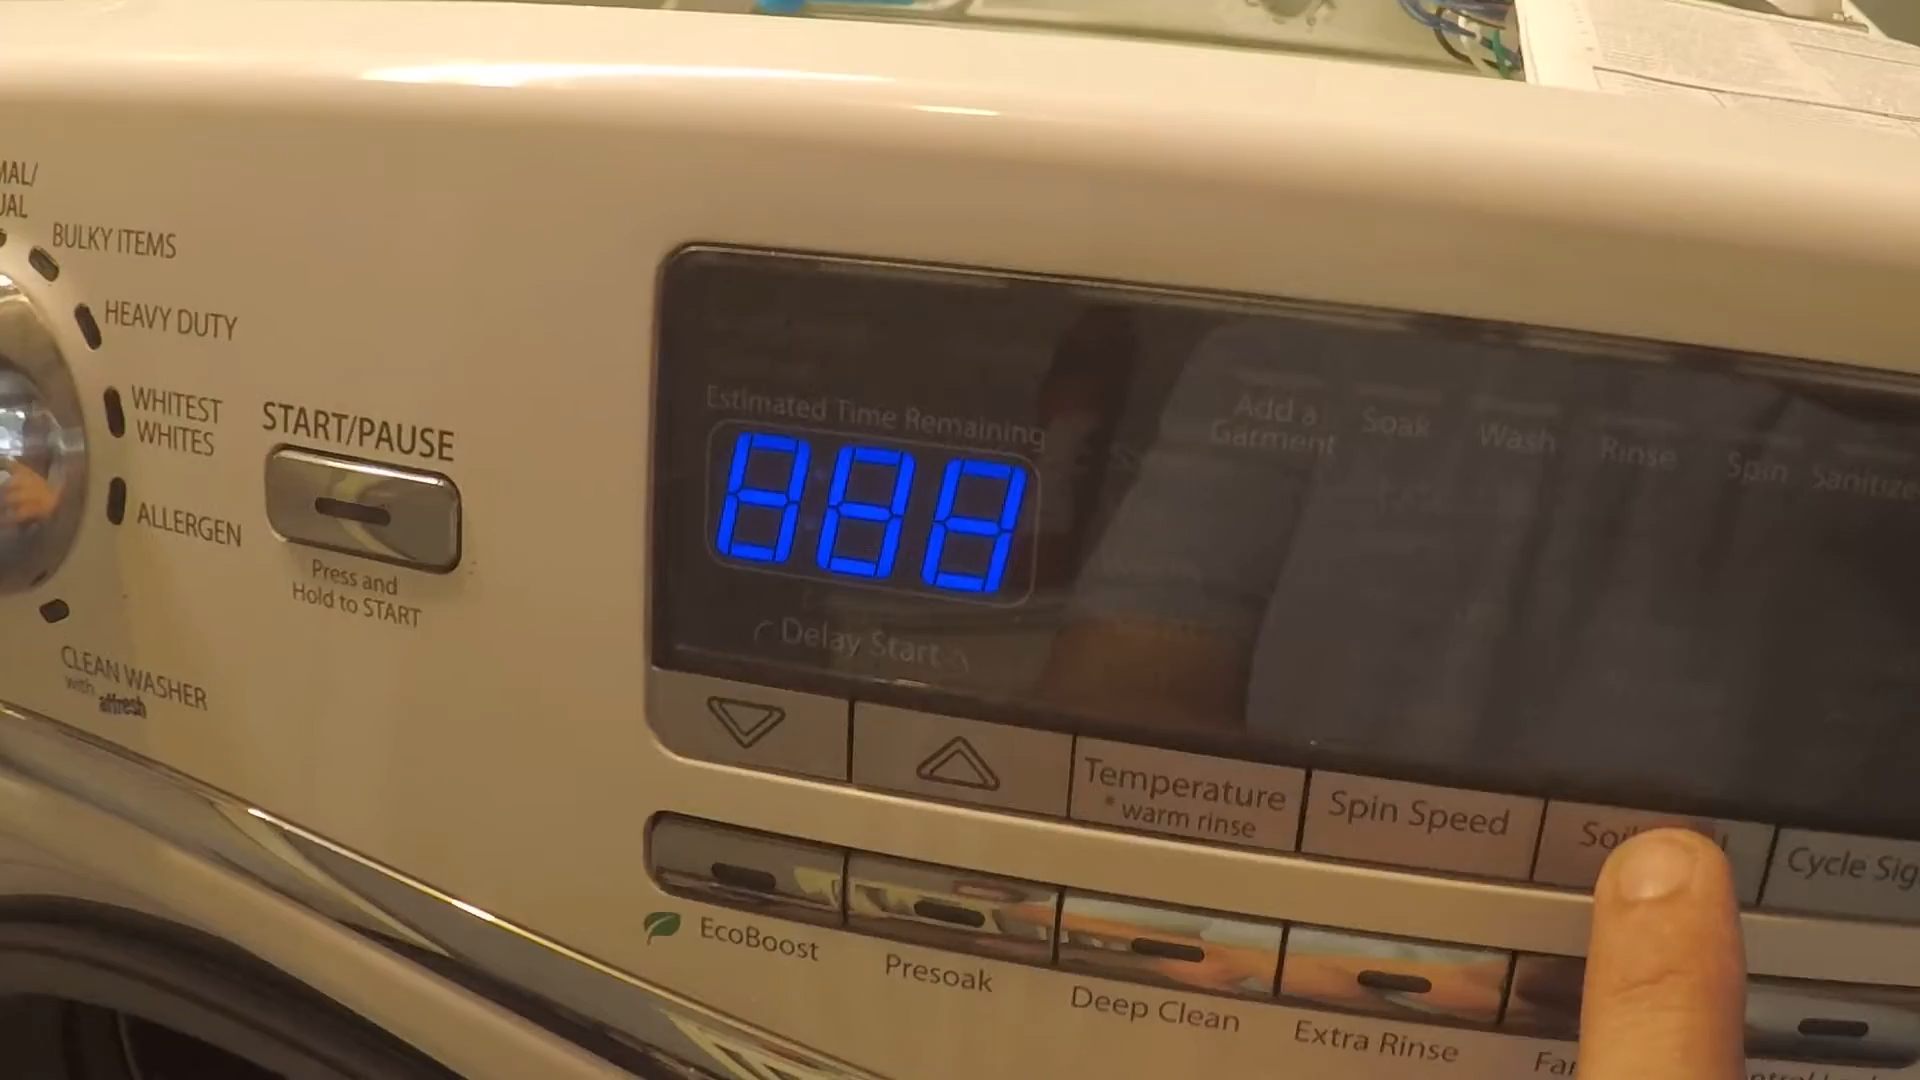 MAL/
UAL
BULKY ITEMS
HEAVY DUTY
WHITEST
WHITES
ALLERGEN
CLEAN WASHER
with affresh
START/PAUSE
Press and
Hold to START
Estimated Time Remaining
888
Delay Start
Add a
Garment
Soak
Wash
Rinse
Spin
Sanitize
Temperature
* warm rinse
Spin Speed
Soil
Cycle Sig
EcoBoost
Presoak
Deep Clean
Extra Rinse